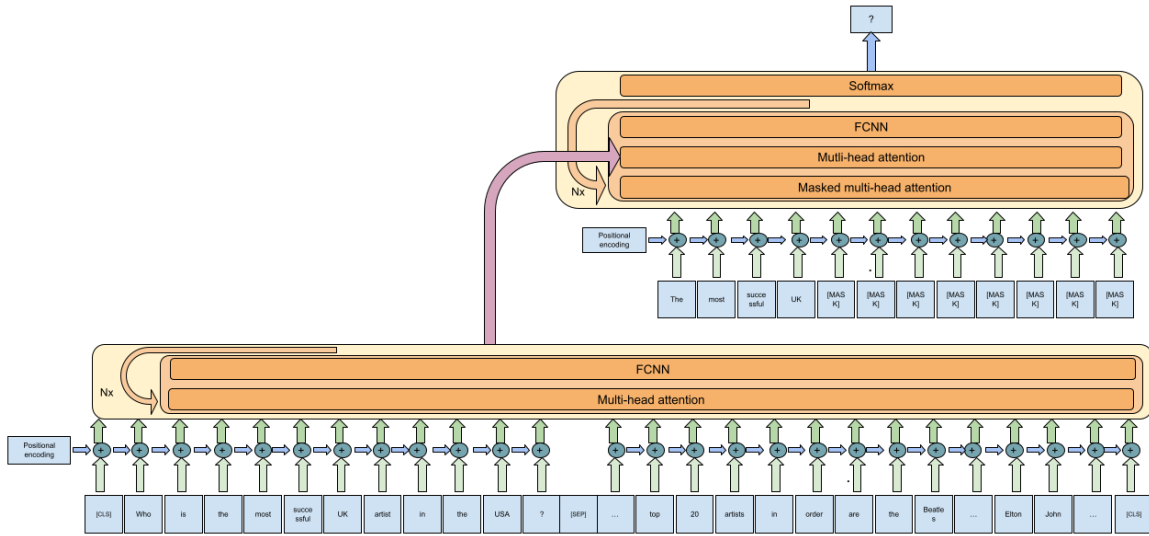 ?
Softmax
FCNN
Mutli-head attention
Masked multi-head attention
Nx
Positional
encoding
+ + + + + + + + + + + +
The most succe
ssful UK [MAS
K] [MAS
K] [MAS
K] [MAS
K] [MAS
K] [MAS
K] [MAS
K] [MAS
K]
FCNN
Nx
Multi-head attention
Positional
encoding
+ + + + + + + + + + + + + + + + + + + + + + + + + +
[CLS] Who is the most succe
ssful UK artist in the USA ? [SEP] ... top 20 artists in order are the Beatle
s ... Elton John .... [CLS]